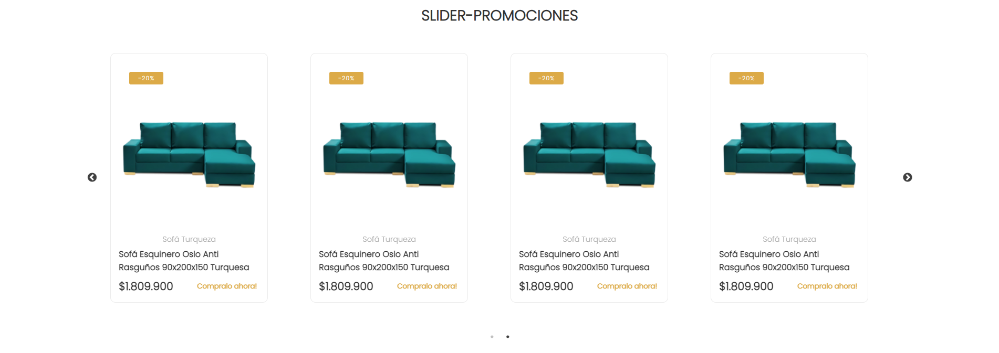 SLIDER-PROMOCIONES
-20%
Sofá Turqueza
Sofá Esquinero Oslo Anti
Rasguños 90x200x150 Turquesa
$1.809.900 Compralo ahora!
-20%
Sofá Turqueza
Sofá Esquinero Oslo Anti
Rasguños 90x200x150 Turquesa
$1.809.900 Compralo ahora!
-20%
Sofá Turqueza
Sofá Esquinero Oslo Anti
Rasguños 90x200x150 Turquesa
$1.809.900 Compralo ahora!
-20%
Sofá Turqueza
Sofá Esquinero Oslo Anti
Rasguños 90x200x150 Turquesa
$1.809.900 Compralo ahora!